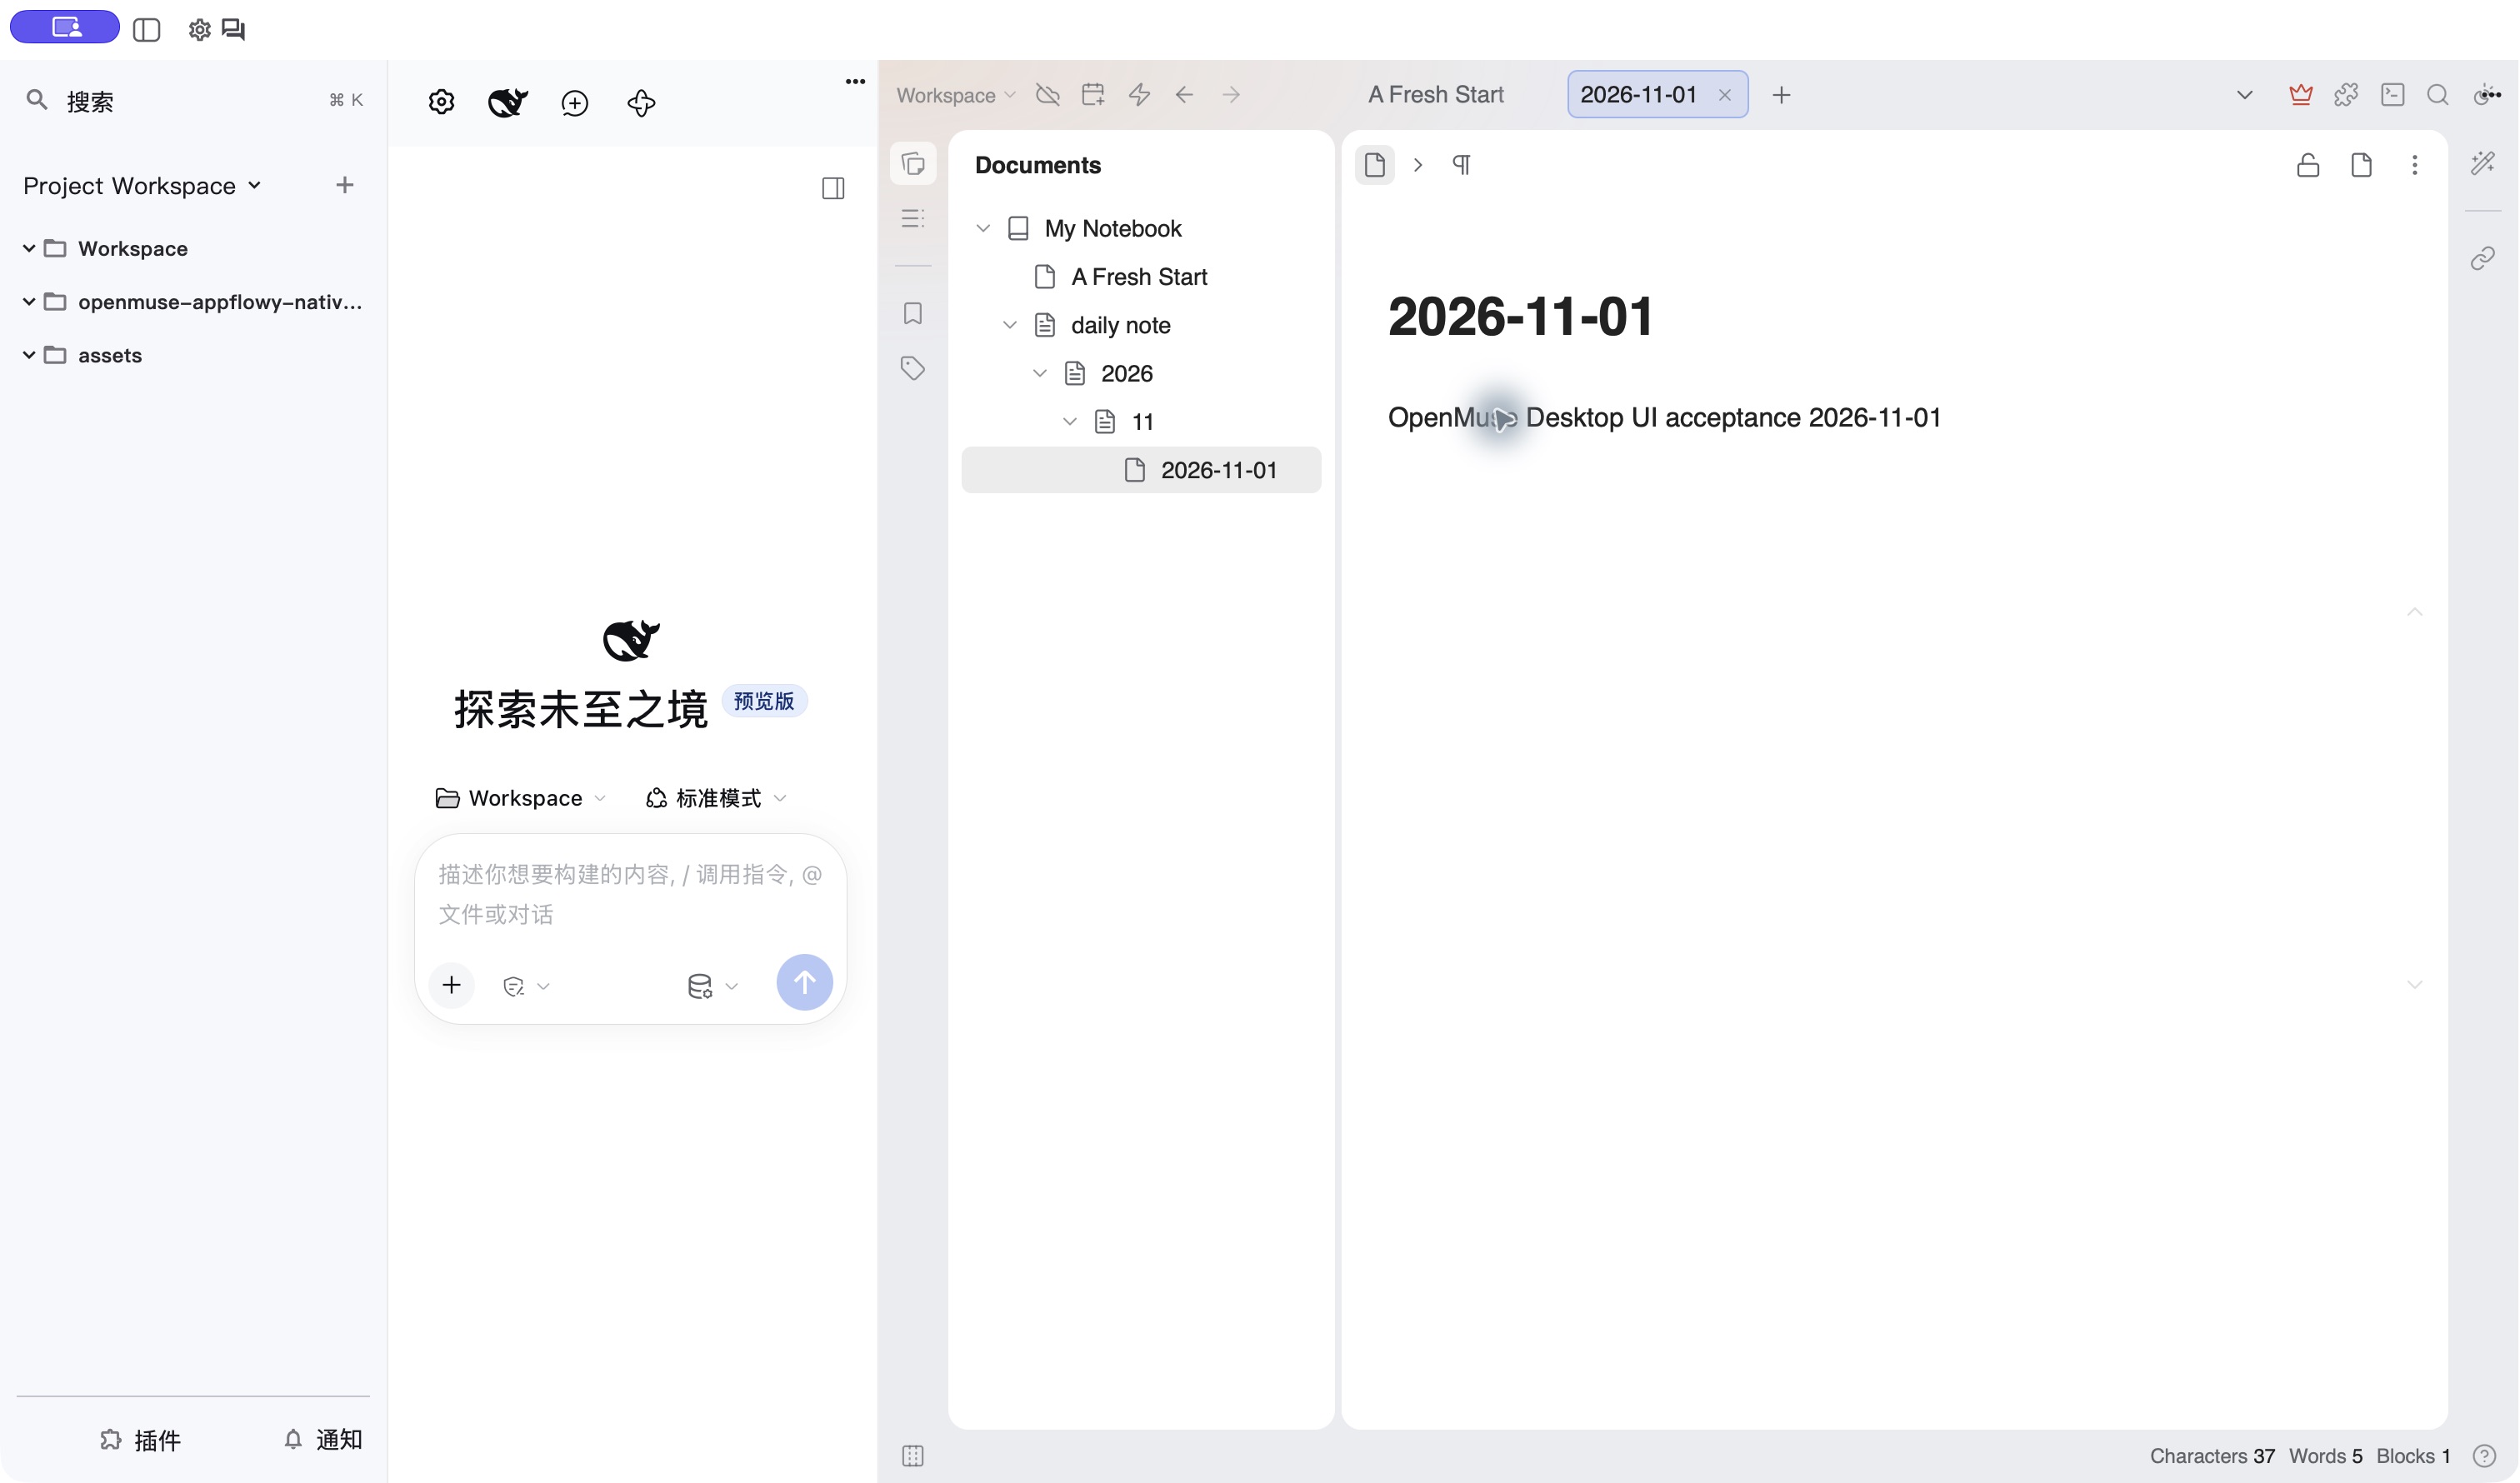 搜索
⌘ K
Project Workspace
Workspace
openmuse-appflowy-nativ...
assets
插件
通知
探索未至之境
预览版
Workspace
标准模式
描述你想要构建的内容, / 调用指令, @
文件或对话
Workspace
A Fresh Start
2026-11-01
Documents
My Notebook
A Fresh Start
daily note
2026
11
2026-11-01
2026-11-01
OpenMuse Desktop UI acceptance 2026-11-01
Characters 37 Words 5 Blocks 1